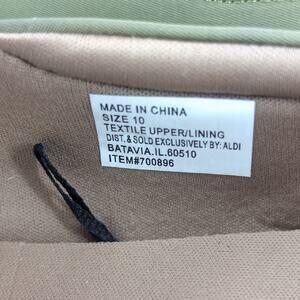 MADE IN CHINA
SIZE 10
TEXTILE UPPER/LINING
DIST.& SOLD EXCLUSIVELY BY: ALDI
BATAVIA.IL.60510
ITEM#700896